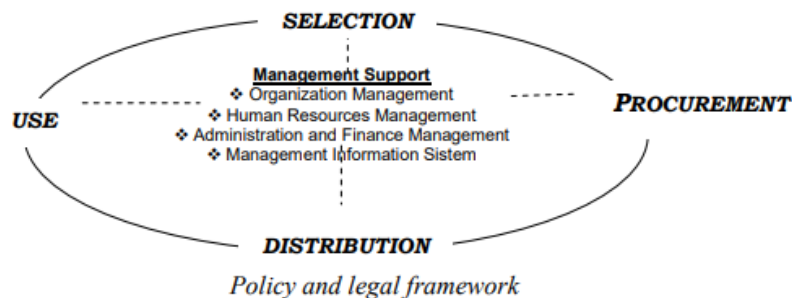 SELECTION
Management Support
❖ Organization Management
❖ Human Resources Management
❖ Administration and Finance Management
❖ Management Information Sistem
USE
PROCUREMENT
DISTRIBUTION
Policy and legal framework